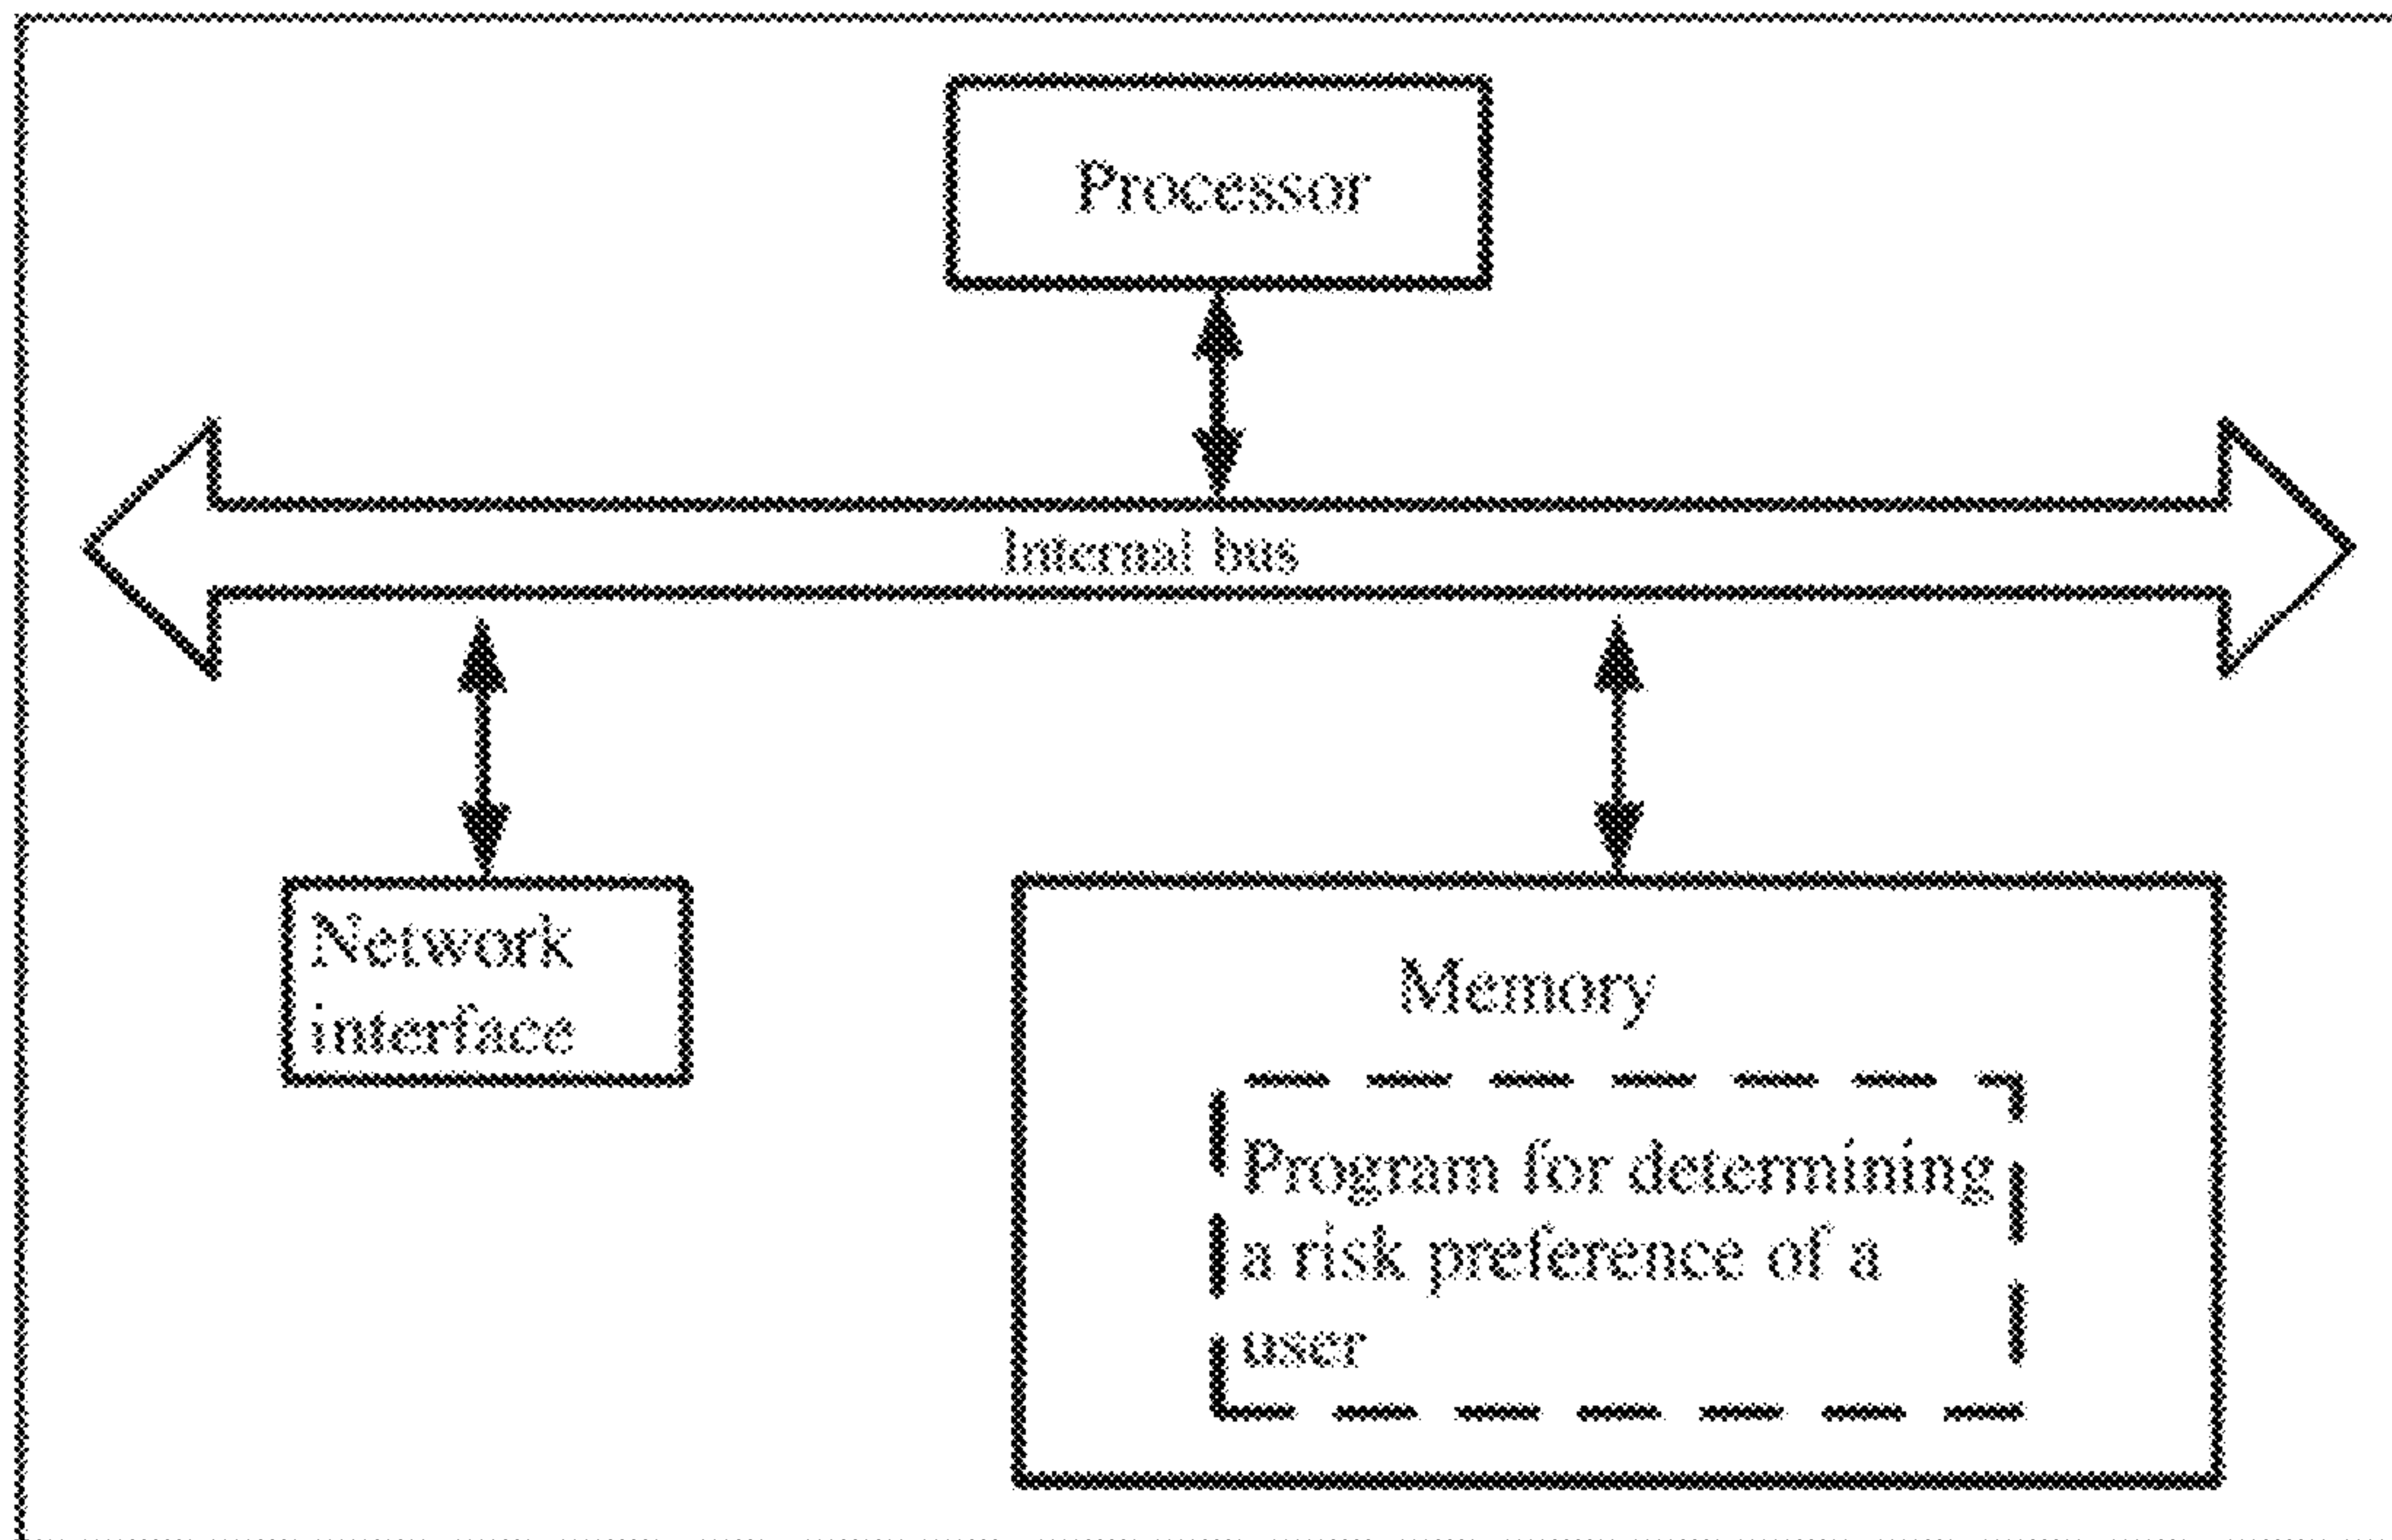 Processor
Internal bus
Network
interface
Memory
Program for determining
a risk preference of a
user